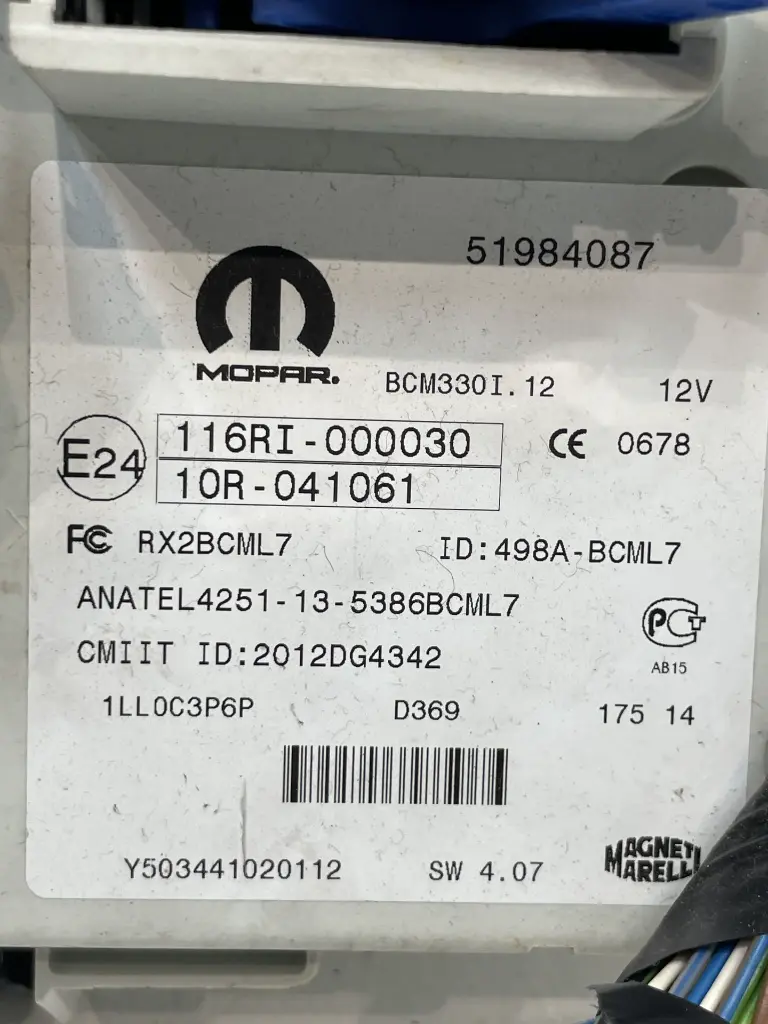 51984087
MOPAR.
BCM330I.12 12V
E24 116RI-000030 CE 0678
10R-041061
FC RX2BCML7 ID:498A-BCML7
ANATEL4251-13-5386BCML7
PCT
CMIIT ID:2012DG4342
AB15
1LL0C3P6P D369 175 14
Y503441020112 SW 4.07
MAGNETI
MARELLI